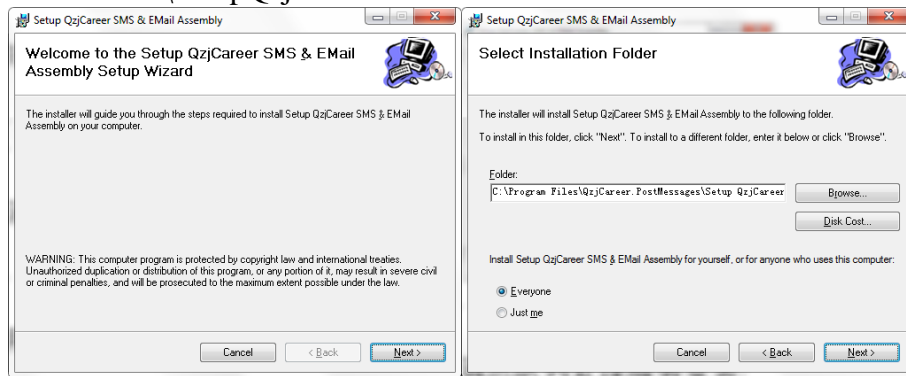 Setup QzjCareer SMS & EMail Assembly
Welcome to the Setup QzjCareer SMS & EMail
Assembly Setup Wizard
The installer will guide you through the steps required to install Setup QzjCareer SMS & EMail
Assembly on your computer.
WARNING: This computer program is protected by copyright law and international treaties.
Unauthorized duplication or distribution of this program, or any portion of it, may result in severe civil
or criminal penalties, and will be prosecuted to the maximum extent possible under the law.
Cancel
< Back
Next >
Setup QzjCareer SMS & EMail Assembly
Select Installation Folder
The installer will install Setup QzjCareer SMS & EMail Assembly to the following folder.
To install in this folder, click "Next". To install to a different folder, enter it below or click "Browse".
Folder:
C:\Program Files\QzjCareer.PostMessages\Setup QzjCareer
Browse...
Disk Cost...
Install Setup QzjCareer SMS & EMail Assembly for yourself, or for anyone who uses this computer:
Everyone
Just me
Cancel
< Back
Next >